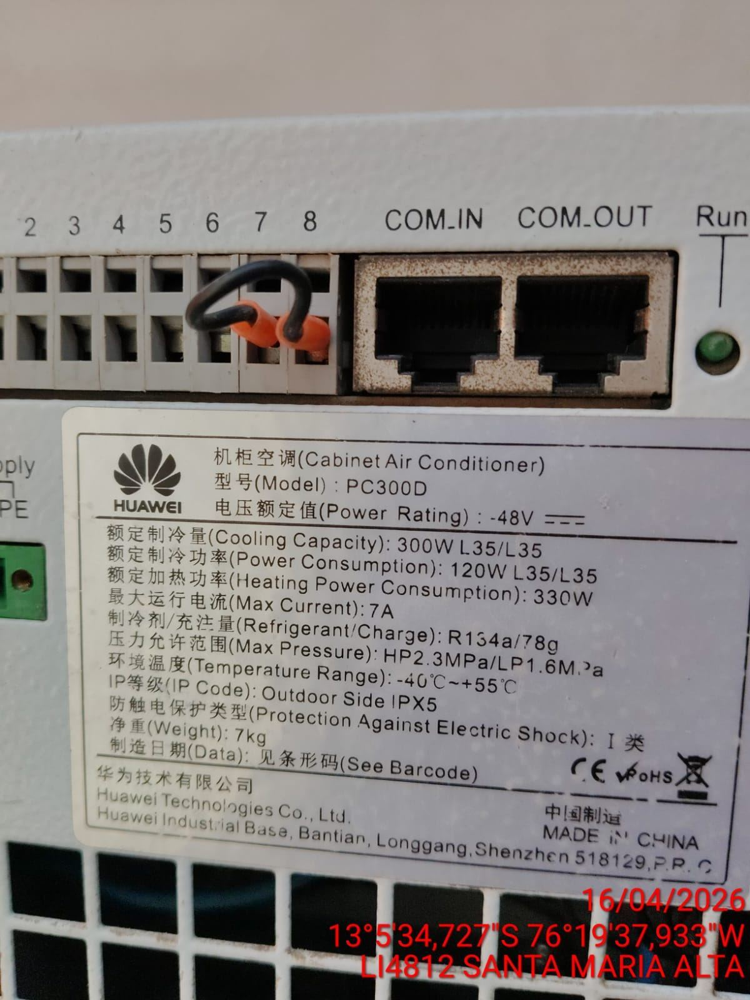 2 3 4 5 6 7 8 COM_IN COM_OUT Run
PE
HUAWEI
机柜空调(Cabinet Air Conditioner)
型号(Model) : PC300D
电压额定值(Power Rating) : -48V
额定制冷量(Cooling Capacity): 300W L35/L35
额定制冷功率(Power Consumption): 120W L35/L35
额定加热功率(Heating Power Consumption): 330W
最大运行电流(Max Current): 7A
制冷剂/充注量(Refrigerant/Charge): R134a/78g
压力允许范围(Max Pressure): HP2.3MPa/LP1.6MPa
环境温度(Temperature Range): -40℃~+55℃
IP等级(IP Code): Outdoor Side IPX5
防触电保护类型(Protection Against Electric Shock): I 类
净重(Weight): 7kg
制造日期(Data): 见条形码(See Barcode)
CE RoHS
华为技术有限公司
Huawei Technologies Co., Ltd.
Huawei Industrial Base, Bantian, Longgang, Shenzhen 518129, P.R. C
中国制造
MADE IN CHINA
16/04/2026
13°5'34,727"S 76°19'37,933"W
LI4812 SANTA MARIA ALTA